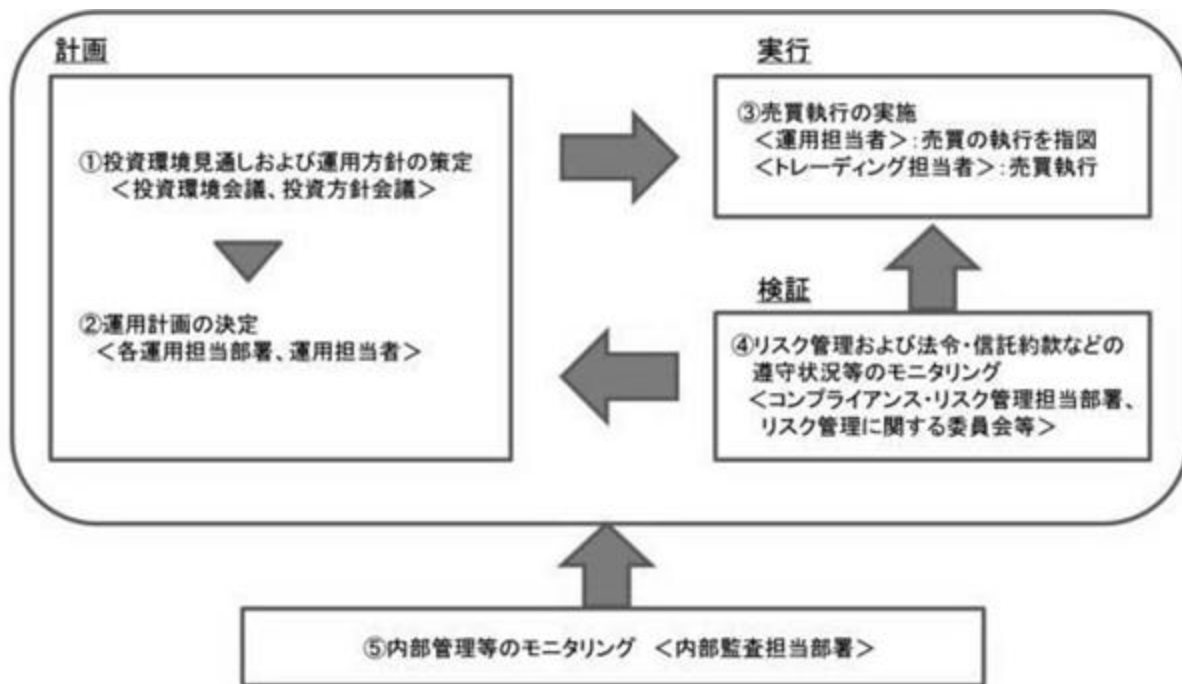 計画
①投資環境見通しおよび運用方針の策定
＜投資環境会議、投資方針会議＞
②運用計画の決定
＜各運用担当部署、運用担当者＞
実行
③売買執行の実施
＜運用担当者＞：売買の執行を指図
＜トレーディング担当者＞：売買執行
検証
④リスク管理および法令・信託約款などの
遵守状況等のモニタリング
＜コンプライアンス・リスク管理担当部署、
リスク管理に関する委員会等＞
⑤内部管理等のモニタリング ＜内部監査担当部署＞